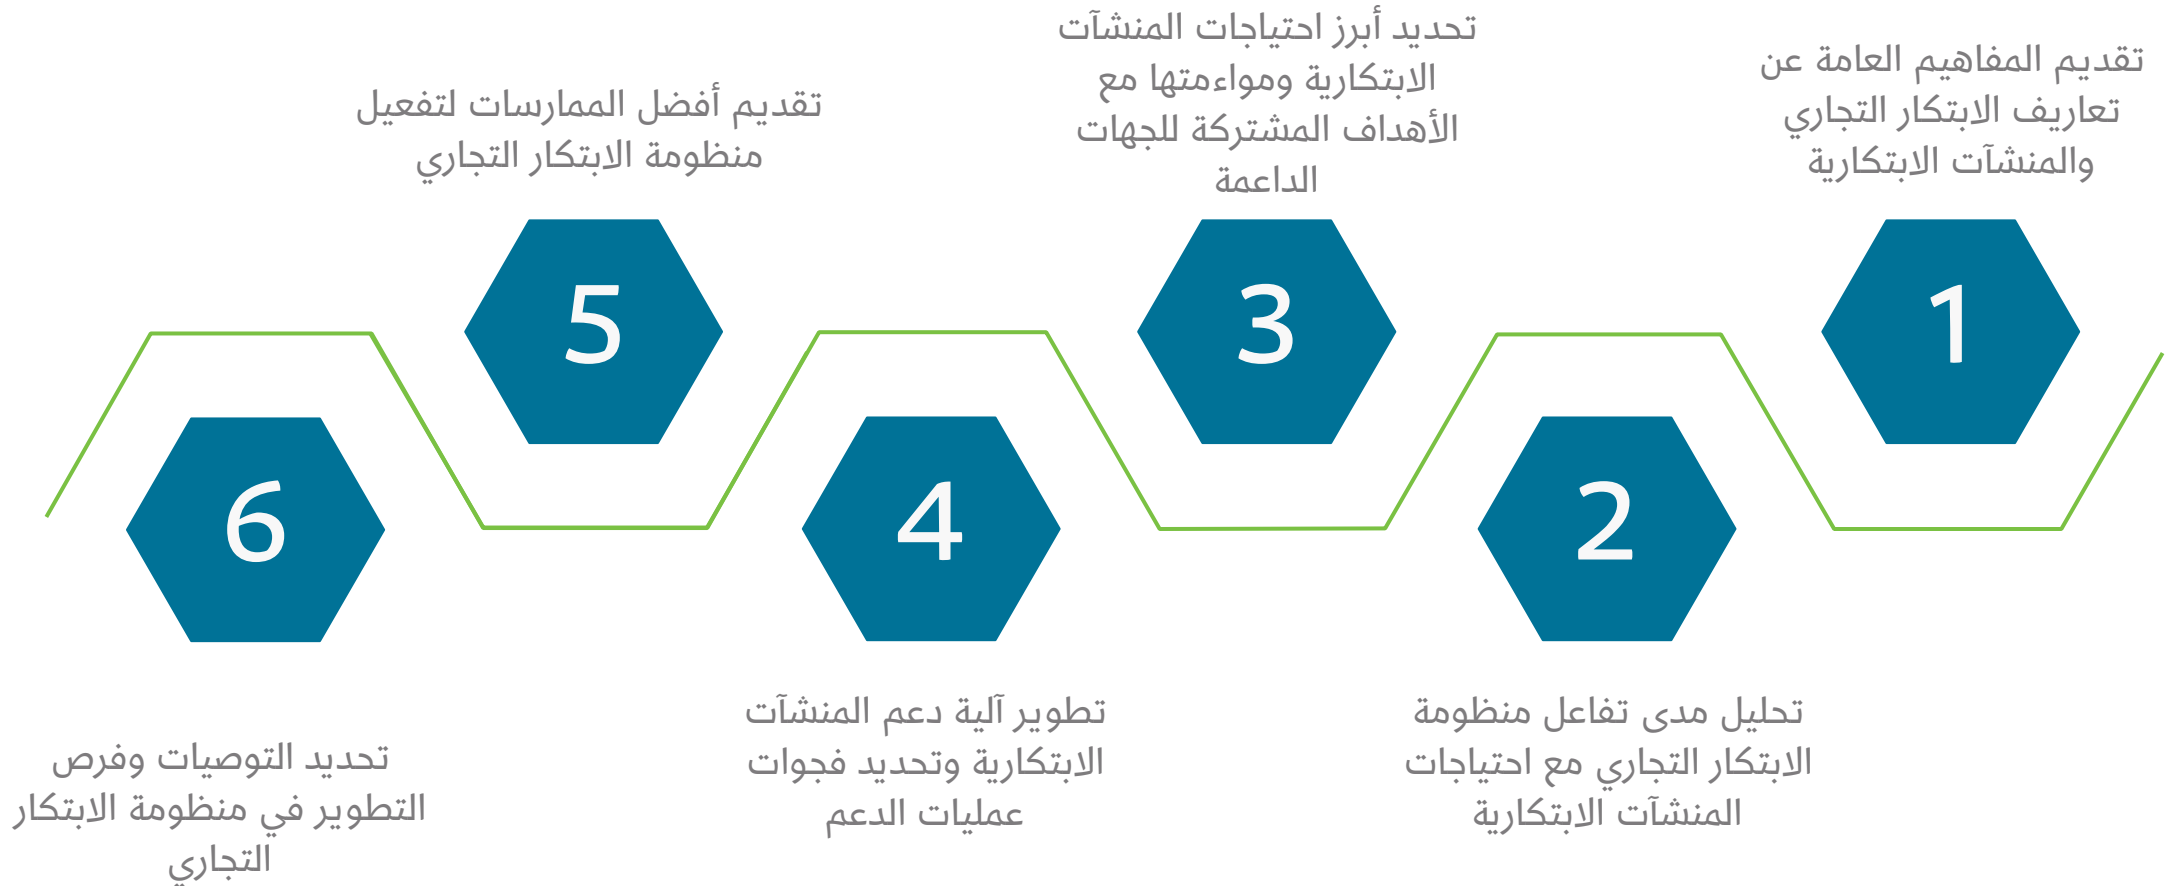 تقديم المفاهيم العامة عن
تعاريف الابتكار التجاري
والمنشآت الابتكارية
1
2
تحليل مدى تفاعل منظومة
الابتكار التجاري مع احتياجات
المنشآت الابتكارية
تحديد أبرز احتياجات المنشآت
الابتكارية ومواءمتها مع
الأهداف المشتركة للجهات
الداعمة
3
4
تطوير آلية دعم المنشآت
الابتكارية وتحديد فجوات
عمليات الدعم
تقديم أفضل الممارسات لتفعيل
منظومة الابتكار التجاري
5
6
تحديد التوصيات وفرص
التطوير في منظومة الابتكار
التجاري